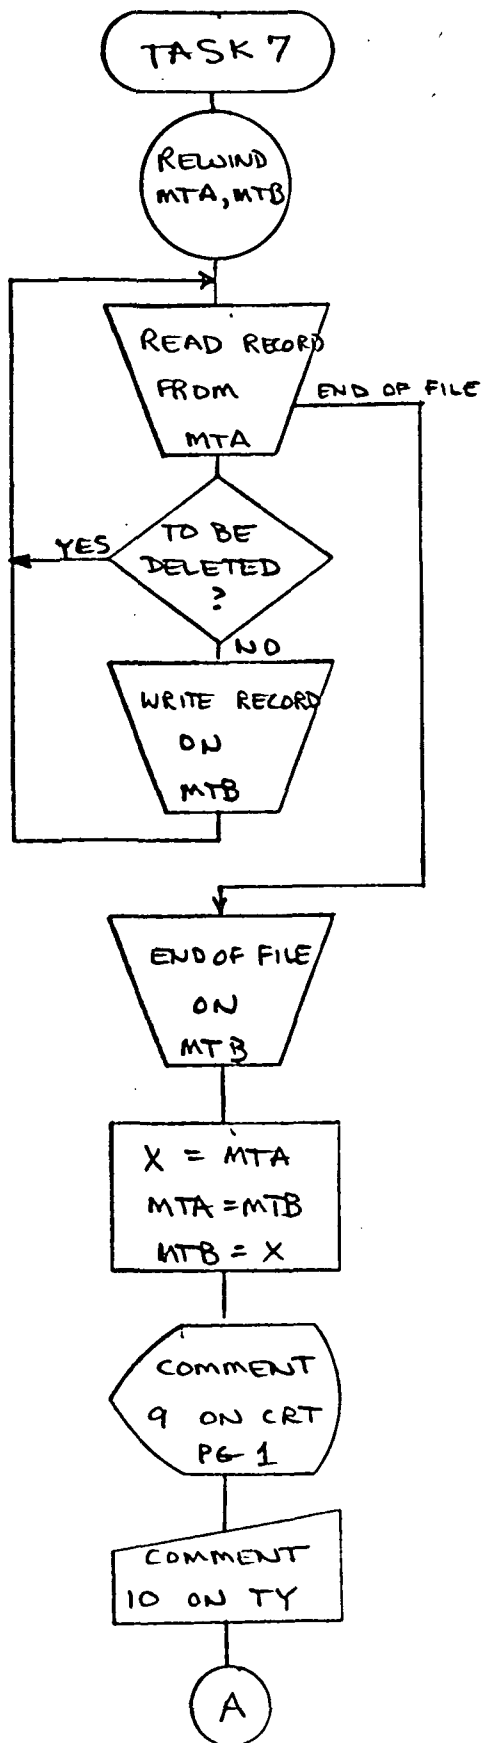 TASK 7
REWIND
MTA, MTB
READ RECORD
FROM
MTA
END OF FILE
TO BE
DELETED
?
YES
NO
WRITE RECORD
ON
MTB
END OF FILE
ON
MTB
X = MTA
MTA = MTB
MTB = X
COMMENT
9 ON CRT
PG 1
COMMENT
10 ON TY
A